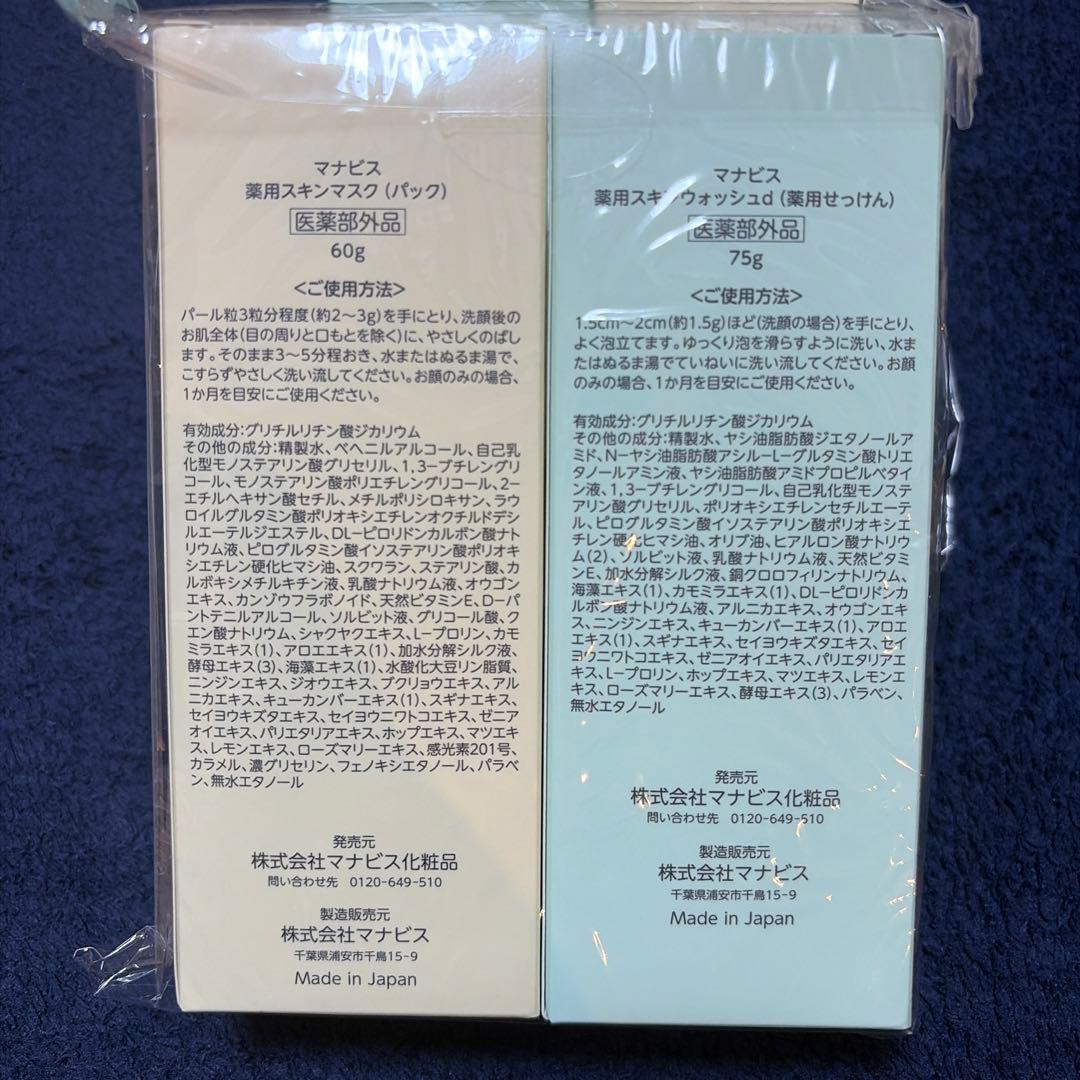 マナビス
薬用スキンマスク（パック）
医薬部外品
60g
＜ご使用方法＞
パール粒3粒分程度（約2〜3g）を手にとり、洗顔後の
お肌全体（目の周りと口もとを除く）に、やさしくのばし
ます。そのまま3〜5分程おき、水またはぬるま湯で、
こすらずやさしく洗い流してください。お顔のみの場合、
1か月を目安にご使用ください。
有効成分：グリチルリチン酸ジカリウム
その他の成分：精製水、ベヘニルアルコール、自己乳
化型モノステアリン酸グリセリル、1,3-ブチレングリ
コール、モノステアリン酸ポリエチレングリコール、2-
エチルヘキサン酸セチル、メチルポリシロキサン、ラウ
ロイルグルタミン酸ポリオキシエチレンオクチルドデシ
ルエーテルジエステル、DL-ピロリドンカルボン酸ナト
リウム液、ピログルタミン酸イソステアリン酸ポリオキ
シエチレン硬化ヒマシ油、スクワラン、ステアリン酸、カ
ルボキシメチルキチン液、乳酸ナトリウム液、オウゴン
エキス、カンゾウフラボノイド、天然ビタミンE、D-パ
ントテニルアルコール、ソルビット液、グリコール酸、ク
エン酸ナトリウム、シャクヤクエキス、L-プロリン、カモ
ミラエキス（1）、アロエエキス（1）、加水分解シルク液、
酵母エキス（3）、海藻エキス（1）、水酸化大豆リン脂質、
ニンジンエキス、ジオウエキス、ブクリョウエキス、アル
ニカエキス、キューカンバーエキス（1）、スギナエキス、
セイヨウキズタエキス、セイヨウニワトコエキス、ゼニア
オイエキス、パリエタリアエキス、ホップエキス、マツエキ
ス、レモンエキス、ローズマリーエキス、感光素201号、
カラメル、濃グリセリン、フェノキシエタノール、パラベ
ン、無水エタノール
発売元
株式会社マナビス化粧品
問い合わせ先 0120-649-510
製造販売元
株式会社マナビス
千葉県浦安市千鳥15-9
Made in Japan
マナビス
薬用スキンウォッシュd（薬用せっけん）
医薬部外品
75g
＜ご使用方法＞
1.5cm〜2cm（約1.5g）ほど（洗顔の場合）を手にとり、
よく泡立てます。ゆっくり泡を滑らすように洗い、水ま
たはぬるま湯でていねいに洗い流してください。お顔
のみの場合、1か月を目安にご使用ください。
有効成分：グリチルリチン酸ジカリウム
その他の成分：精製水、ヤシ油脂肪酸ジエタノールア
ミド、N-ヤシ油脂肪酸アシル-L-グルタミン酸トリエ
タノールアミン液、ヤシ油脂肪酸アミドプロピルベタイ
ン液、1,3-ブチレングリコール、自己乳化型モノステ
アリン酸グリセリル、ポリオキシエチレンセチルエーテ
ル、ピログルタミン酸イソステアリン酸ポリオキシエ
チレン硬化ヒマシ油、オリブ油、ヒアルロン酸ナトリ
ウム（2）、ソルビット液、乳酸ナトリウム液、天然ビタミ
ンE、加水分解シルク液、銅クロロフィリンナトリウム、
海藻エキス（1）、カモミラエキス（1）、DL-ピロリドンカ
ルボン酸ナトリウム液、アルニカエキス、オウゴンエキ
ス、ニンジンエキス、キューカンバーエキス（1）、アロエ
エキス（1）、スギナエキス、セイヨウキズタエキス、セイ
ヨウニワトコエキス、ゼニアオイエキス、パリエタリアエ
キス、L-プロリン、ホップエキス、マツエキス、レモンエ
キス、ローズマリーエキス、酵母エキス（3）、パラベン、
無水エタノール
発売元
株式会社マナビス化粧品
問い合わせ先 0120-649-510
製造販売元
株式会社マナビス
千葉県浦安市千鳥15-9
Made in Japan